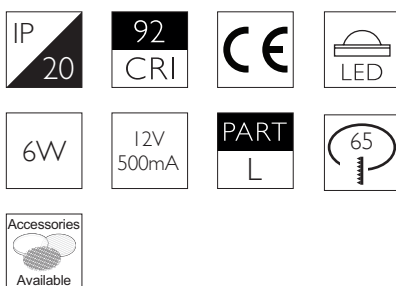 IP
20
92
CRI
CE
LED
6W
12V
500mA
PART
L
65
Accessories
Available